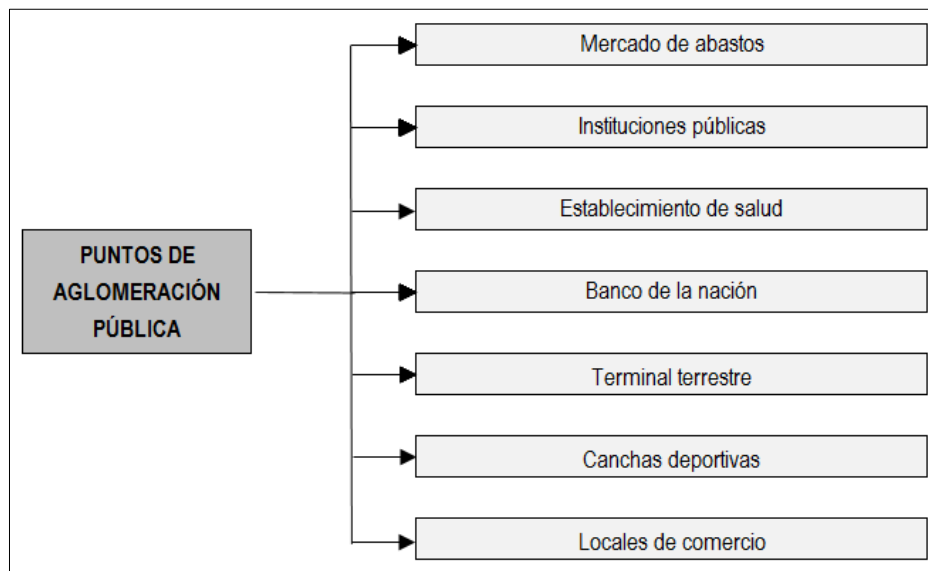 PUNTOS DE
AGLOMERACIÓN
PÚBLICA
Mercado de abastos
Instituciones públicas
Establecimiento de salud
Banco de la nación
Terminal terrestre
Canchas deportivas
Locales de comercio